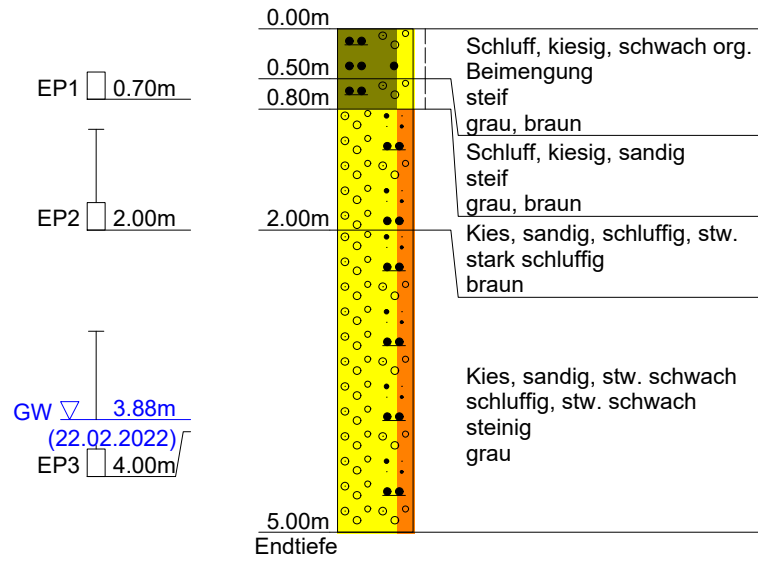 0.00m
Schluff, kiesig, schwach org.
Beimengung
steif
grau, braun
0.50m
EP1 0.70m
0.80m
Schluff, kiesig, sandig
steif
grau, braun
EP2 2.00m
2.00m
Kies, sandig, schluffig, stw.
stark schluffig
braun
Kies, sandig, stw. schwach
schluffig, stw. schwach
steinig
grau
GW 3.88m
(22.02.2022)
EP3 4.00m
5.00m
Endtiefe